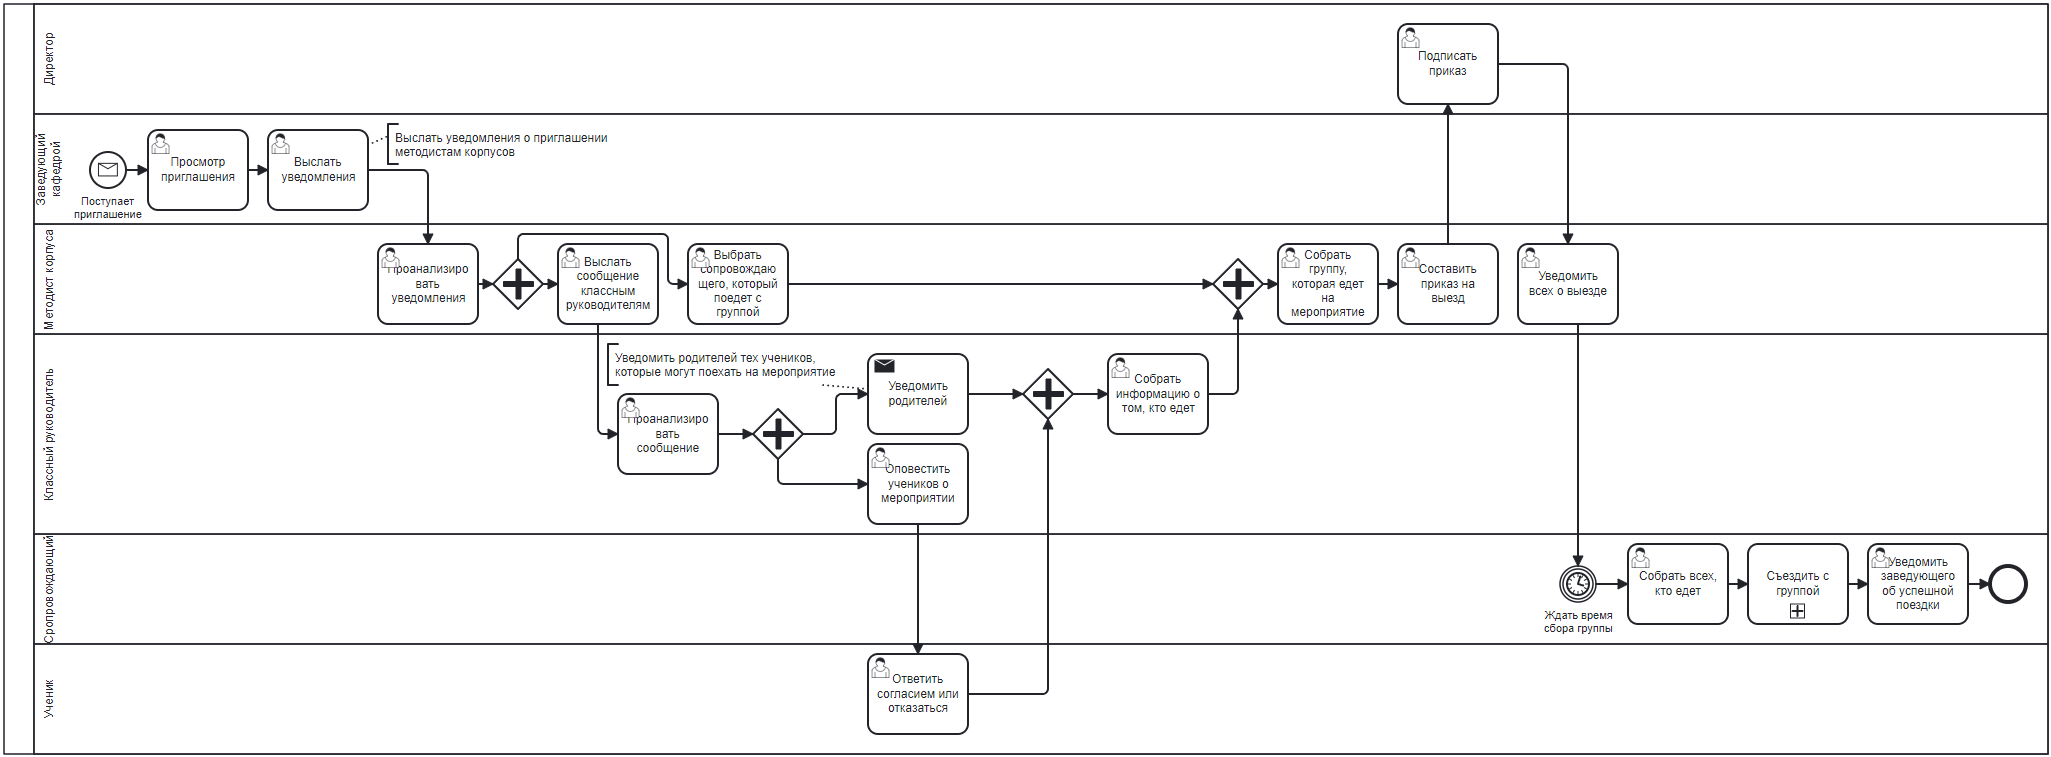 Директор
Подписать
приказ
Заведующий
кафедрой
Поступает
приглашение
Просмотр
приглашения
Выслать
уведомления
Выслать уведомления о приглашении
методистам корпусов
Методист корпуса
Проанализиро
вать
уведомления
Выслать
сообщение
классным
руководителям
Выбрать
сопровождаю
щего, который
поедет с
группой
Собрать
группу,
которая едет
на
мероприятие
Составить
приказ на
выезд
Уведомить
всех о выезде
Классный руководитель
Уведомить родителей тех учеников,
которые могут поехать на мероприятие
Проанализиро
вать
сообщение
Уведомить
родителей
Оповестить
учеников о
мероприятии
Собрать
информацию о
том, кто едет
Сропровождающий
Ждать время
сбора группы
Собрать всех,
кто едет
Съездить с
группой
Уведомить
заведующего
об успешной
поездки
Ученик
Ответить
согласием или
отказаться